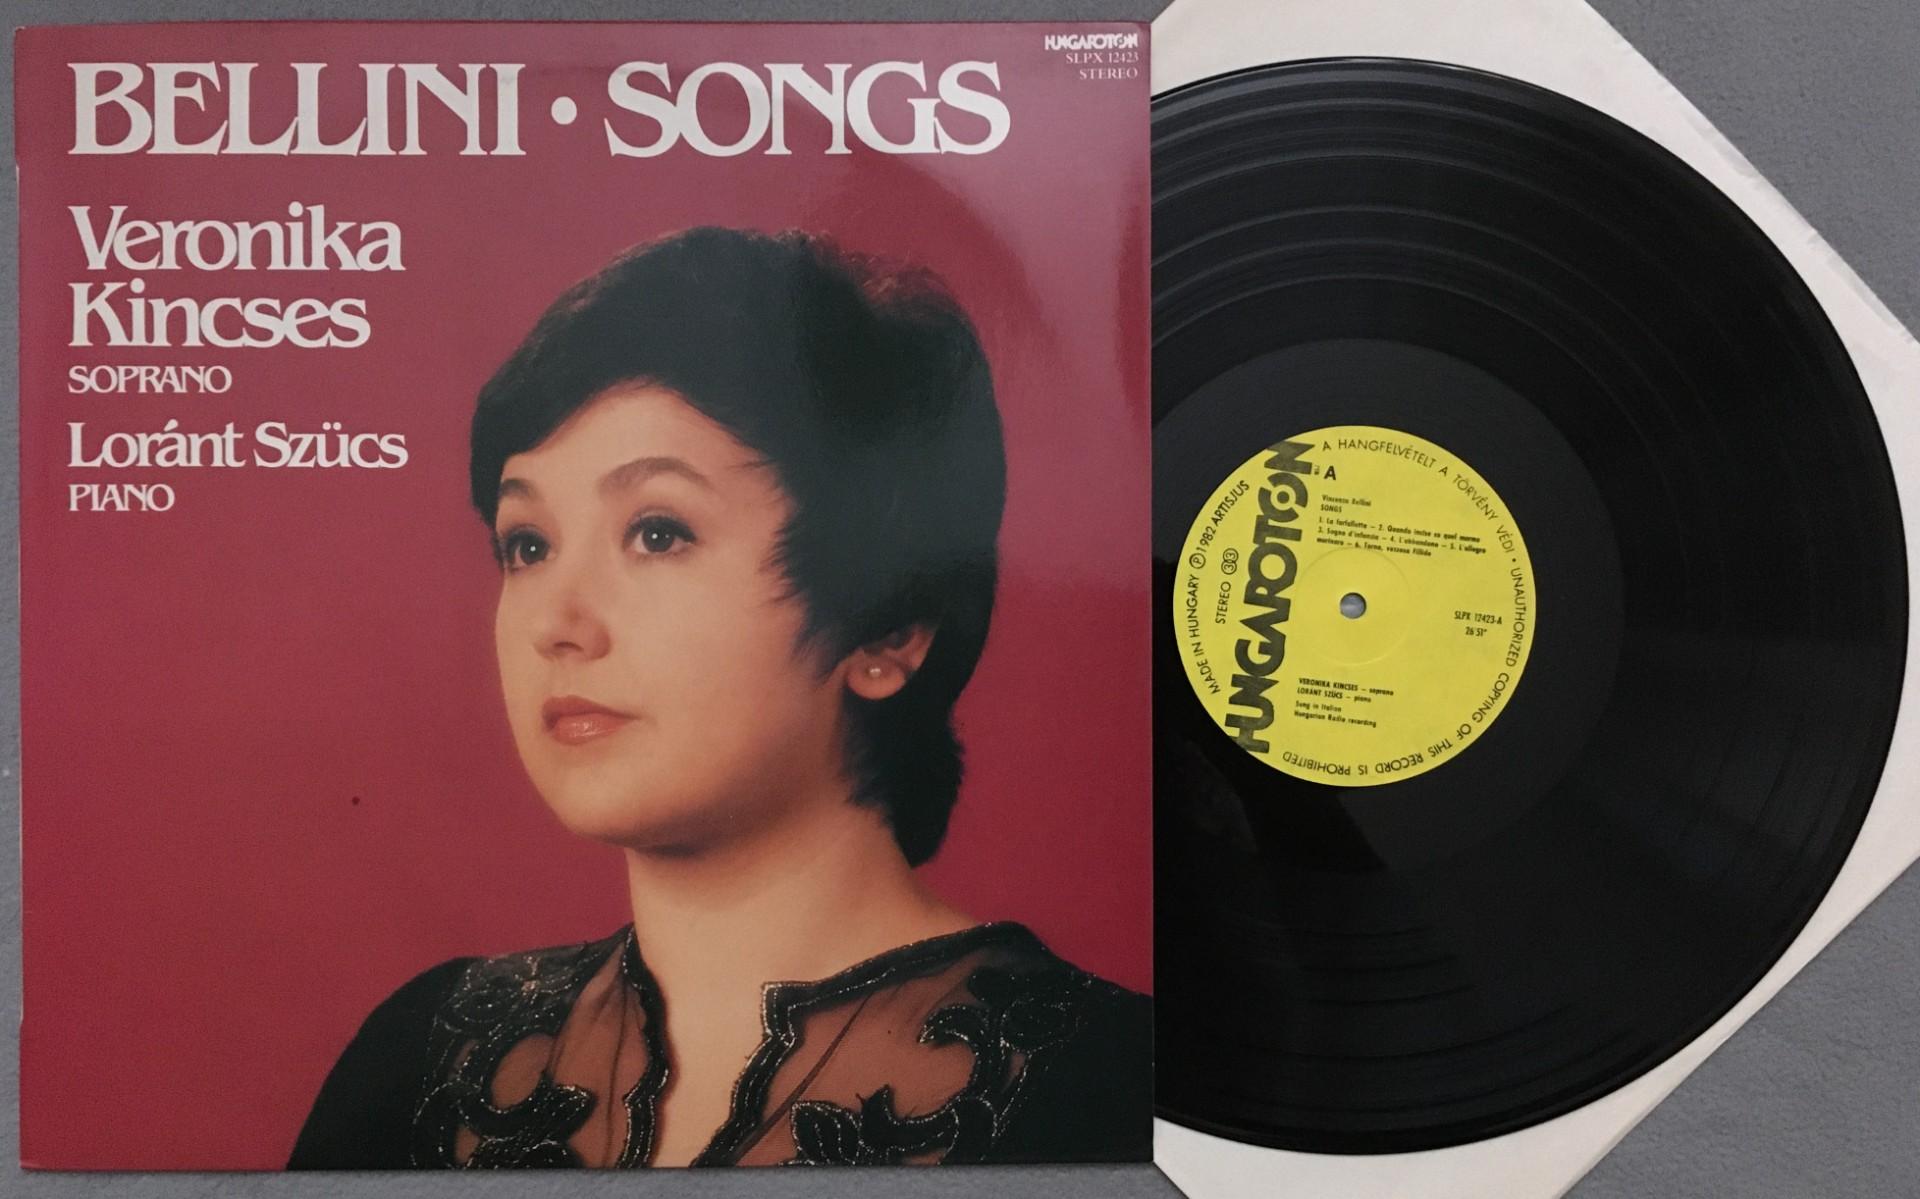 BELLINI • SONGS
HUNGAROTON
SLPX 12423
STEREO
Veronika
Kincses
SOPRANO
Loránt Szücs
PIANO
HUNGAROTON
MADE IN HUNGARY Ⓟ 1982 ARTISJUS
STEREO 33
A HANGFELVÉTELT A TÖRVÉNY VÉDI • UNAUTHORIZED COPYING OF THIS RECORD IS PROHIBITED
A
Vincenzo Bellini
SONGS
1. La farfalletta – 2. Quando incise su quel marmo
3. Sogno d'infanzia – 4. L'abbandono – 5. L'allegro
marinaro – 6. Torna, vezzosa Fillide
SLPX 12423-A
26'51"
VERONIKA KINCSES – soprano
LORÁNT SZÜCS – piano
Sung in Italian
Hungarian Radio recording